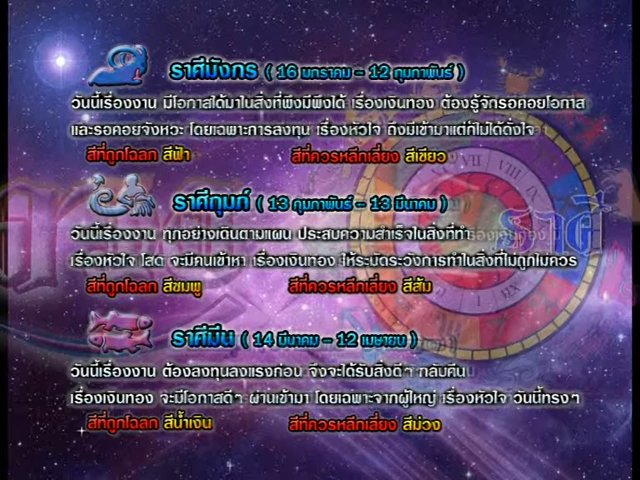 ราศีมังกร ( 16 มกราคม - 12 กุมภาพันธ์ )
วันนี้เรื่องงาน มีโอกาสได้มาในสิ่งที่พึงมีพึงได้ เรื่องเงินทอง ต้องรู้จักรอคอยโอกาส
และรอคอยจังหวะ โดยเฉพาะการลงทุน เรื่องหัวใจ ถึงมีเข้ามาแต่ก็ไม่ได้ดั่งใจ
สีที่ถูกโฉลก สีฟ้า สีที่ควรหลีกเลี่ยง สีเขียว
ราศีกุมภ์ ( 13 กุมภาพันธ์ - 13 มีนาคม )
วันนี้เรื่องงาน ทุกอย่างเดินตามแผน ประสบความสำเร็จในสิ่งที่ทำ
เรื่องหัวใจ โสด จะมีคนเข้าหา เรื่องเงินทอง ให้ระมัดระวังการทำในสิ่งที่ไม่ถูกไม่ควร
สีที่ถูกโฉลก สีชมพู สีที่ควรหลีกเลี่ยง สีส้ม
ราศีมีน ( 14 มีนาคม - 12 เมษายน )
วันนี้เรื่องงาน ต้องลงทุนลงแรงก่อน จึงจะได้รับสิ่งดีๆ กลับคืน
เรื่องเงินทอง จะมีโอกาสดีๆ ผ่านเข้ามา โดยเฉพาะจากผู้ใหญ่ เรื่องหัวใจ วันนี้ทรงๆ
สีที่ถูกโฉลก สีน้ำเงิน สีที่ควรหลีกเลี่ยง สีม่วง
ราศี